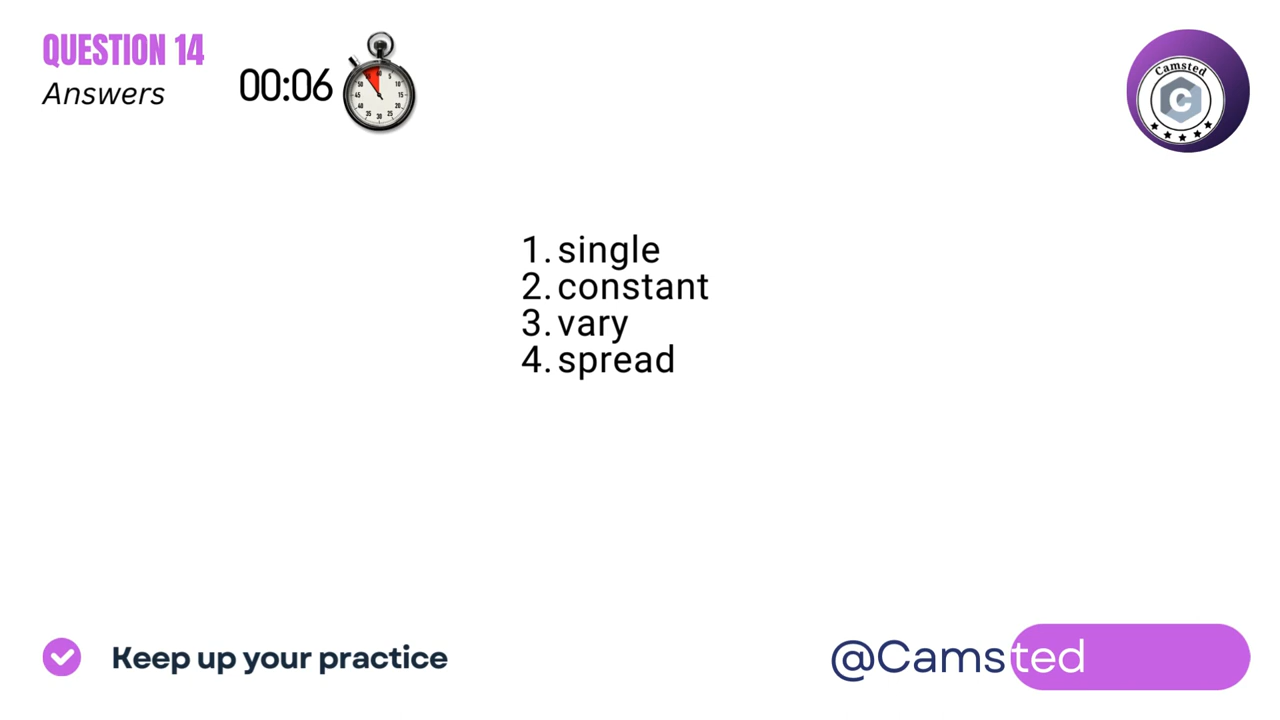 QUESTION 14
Answers
00:06
Camsted
C
1. single
2. constant
3. vary
4. spread
Keep up your practice
@Camsted